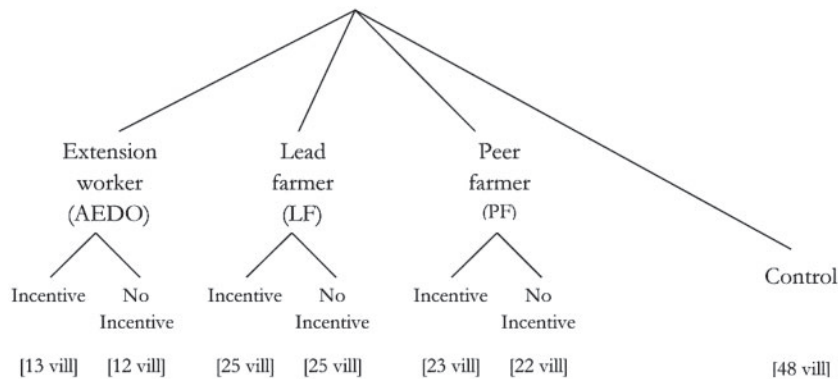 Extension
worker
(AEDO)
Lead
farmer
(LF)
Peer
farmer
(PF)
Control
Incentive
No
Incentive
Incentive
No
Incentive
Incentive
No
Incentive
[13 vill]
[12 vill]
[25 vill]
[25 vill]
[23 vill]
[22 vill]
[48 vill]